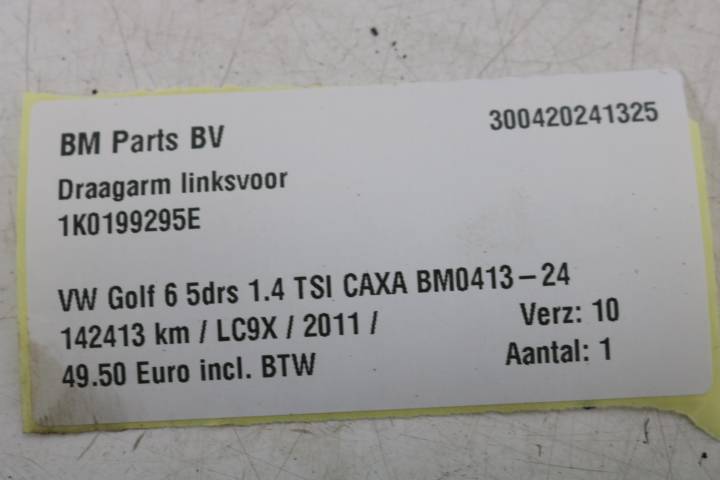 BM Parts BV
300420241325
Draagarm linksvoor
1K0199295E
VW Golf 6 5drs 1.4 TSI CAXA BM0413-24
142413 km / LC9X / 2011 /
Verz: 10
49.50 Euro incl. BTW
Aantal: 1